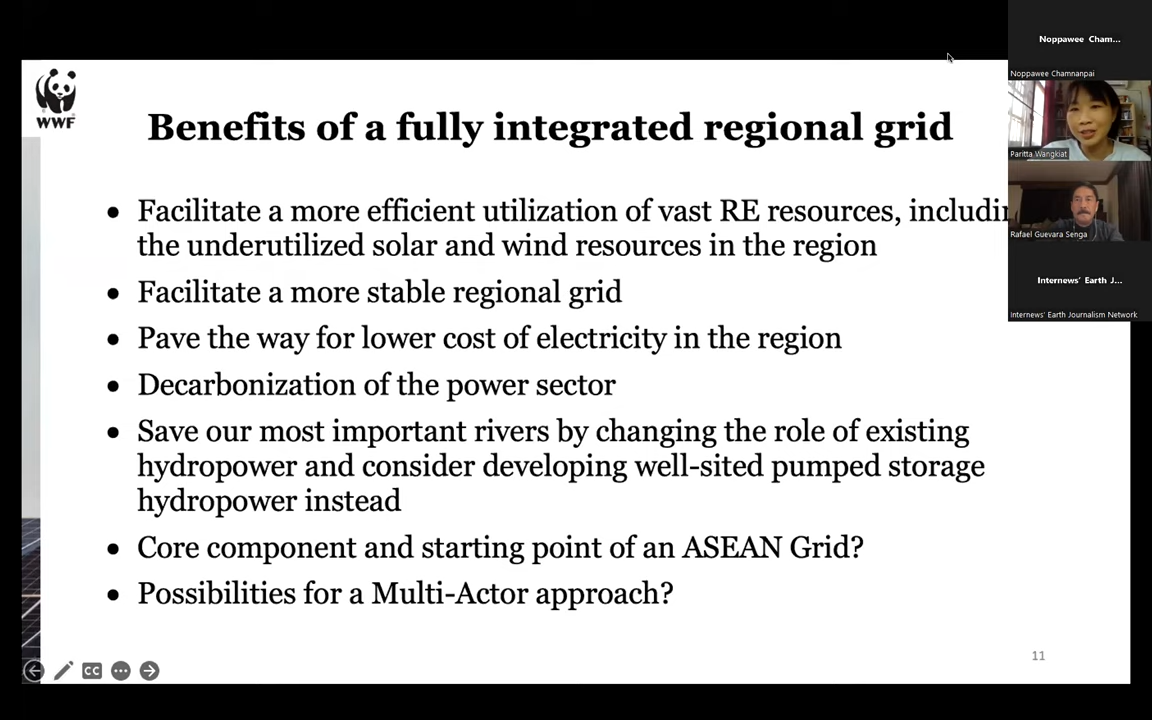 WWF
Benefits of a fully integrated regional grid
• Facilitate a more efficient utilization of vast RE resources, includin
the underutilized solar and wind resources in the region
• Facilitate a more stable regional grid
• Pave the way for lower cost of electricity in the region
• Decarbonization of the power sector
• Save our most important rivers by changing the role of existing
hydropower and consider developing well-sited pumped storage
hydropower instead
• Core component and starting point of an ASEAN Grid?
• Possibilities for a Multi-Actor approach?
11
CC
Noppawee Cham...
Noppawee Chamnanpai
Paritta Wangkiat
Rafael Guevara Senga
Internews' Earth J...
Internews' Earth Journalism Network